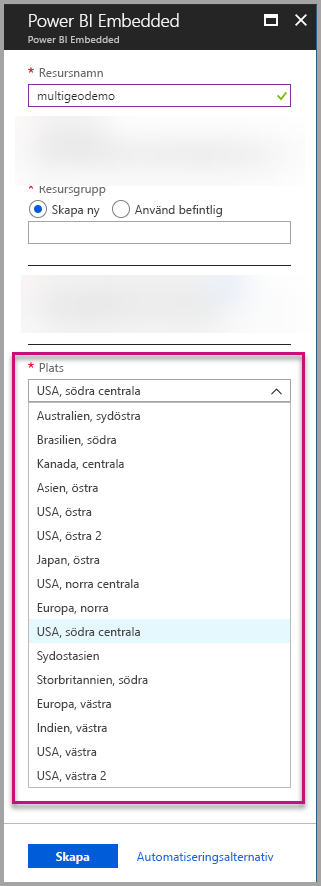 Power BI Embedded
Power BI Embedded
* Resursnamn
multigeodemo
* Resursgrupp
Skapa ny
Använd befintlig
* Plats
USA, södra centrala
Australien, sydöstra
Brasilien, södra
Kanada, centrala
Asien, östra
USA, östra
USA, östra 2
Japan, östra
USA, norra centrala
Europa, norra
USA, södra centrala
Sydostasien
Storbritannien, södra
Europa, västra
Indien, västra
USA, västra
USA, västra 2
Skapa
Automatiseringsalternativ